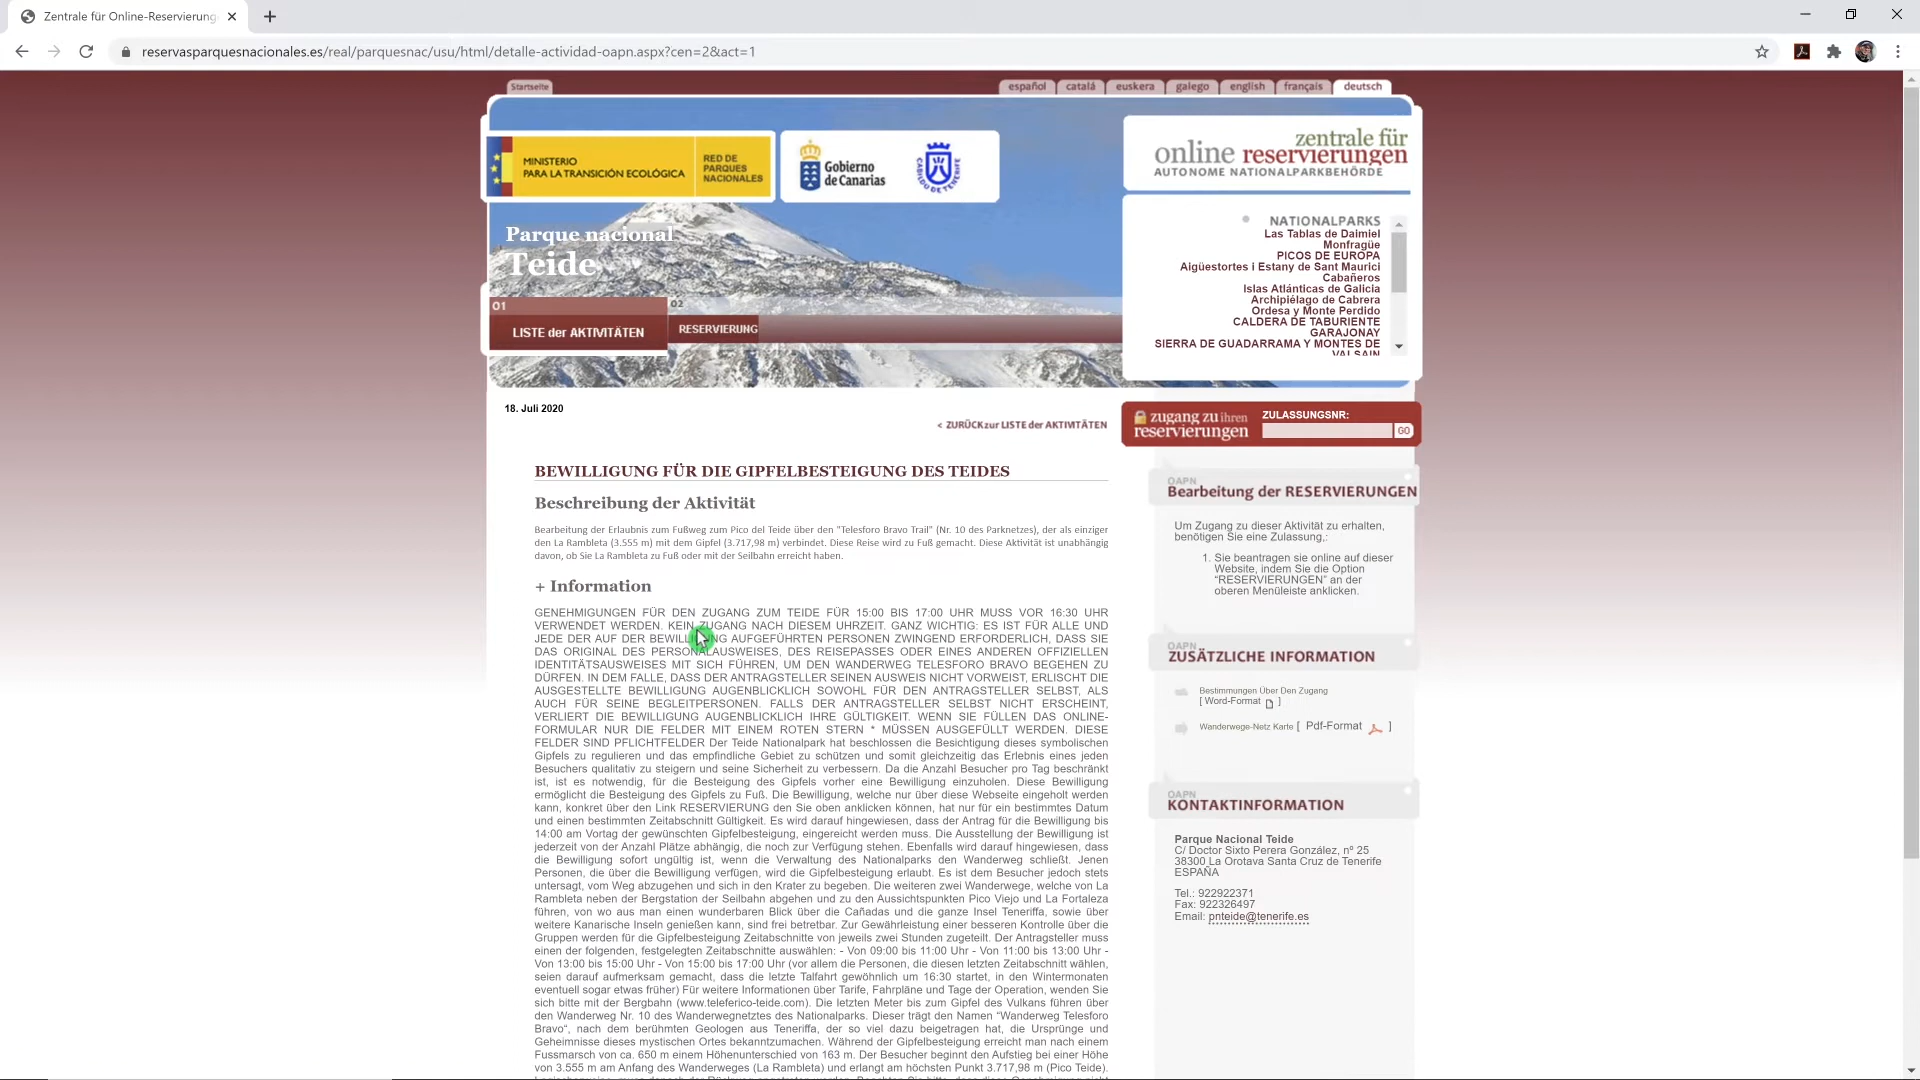 Zentrale für Online-Reservierung
reservasparquesnacionales.es/real/parquesnac/usu/html/detalle-actividad-oapn.aspx?cen=2&act=1
Startseite
español català euskera galego english français deutsch
MINISTERIO
PARA LA TRANSICIÓN ECOLÓGICA
RED DE
PARQUES
NACIONALES
Gobierno
de Canarias
CABILDO DE TENERIFE
zentrale für
online reservierungen
AUTONOME NATIONALPARKBEHÖRDE
Parque nacional
Teide
01
LISTE der AKTIVITÄTEN
02
RESERVIERUNG
NATIONALPARKS
Las Tablas de Daimiel
Monfragüe
PICOS DE EUROPA
Aigüestortes i Estany de Sant Maurici
Cabañeros
Islas Atlánticas de Galicia
Archipiélago de Cabrera
Ordesa y Monte Perdido
CALDERA DE TABURIENTE
GARAJONAY
SIERRA DE GUADARRAMA Y MONTES DE
VALSAIN
18. Juli 2020
< ZURÜCK zur LISTE der AKTIVITÄTEN
zugang zu ihren
reservierungen
ZULASSUNGSNR:
GO
BEWILLIGUNG FÜR DIE GIPFELBESTEIGUNG DES TEIDES
Beschreibung der Aktivität
Bearbeitung der Erlaubnis zum Fußweg zum Pico del Teide über den "Telesforo Bravo Trail" (Nr. 10 des Parknetzes), der als einziger
den La Rambleta (3.555 m) mit dem Gipfel (3.717,98 m) verbindet. Diese Reise wird zu Fuß gemacht. Diese Aktivität ist unabhängig
davon, ob Sie La Rambleta zu Fuß oder mit der Seilbahn erreicht haben.
+ Information
GENEHMIGUNGEN FÜR DEN ZUGANG ZUM TEIDE FÜR 15:00 BIS 17:00 UHR MUSS VOR 16:30 UHR
VERWENDET WERDEN. KEIN ZUGANG NACH DIESEM UHRZEIT. GANZ WICHTIG: ES IST FÜR ALLE UND
JEDE DER AUF DER BEWILLIGUNG AUFGEFÜHRTEN PERSONEN ZWINGEND ERFORDERLICH, DASS SIE
DAS ORIGINAL DES PERSONALAUSWEISES, DES REISEPASSES ODER EINES ANDEREN OFFIZIELLEN
IDENTITÄTSAUSWEISES MIT SICH FÜHREN, UM DEN WANDERWEG TELESFORO BRAVO BEGEHEN ZU
DÜRFEN. IN DEM FALLE, DASS DER ANTRAGSTELLER SEINEN AUSWEIS NICHT VORWEIST, ERLISCHT DIE
AUSGESTELLTE BEWILLIGUNG AUGENBLICKLICH SOWOHL FÜR DEN ANTRAGSTELLER SELBST, ALS
AUCH FÜR SEINE BEGLEITPERSONEN. FALLS DER ANTRAGSTELLER SELBST NICHT ERSCHEINT,
VERLIERT DIE BEWILLIGUNG AUGENBLICKLICH IHRE GÜLTIGKEIT. WENN SIE FÜLLEN DAS ONLINE-
FORMULAR NUR DIE FELDER MIT EINEM ROTEN STERN * MÜSSEN AUSGEFÜLLT WERDEN. DIESE
FELDER SIND PFLICHTFELDER Der Teide Nationalpark hat beschlossen die Besichtigung dieses symbolischen
Gipfels zu regulieren und das empfindliche Gebiet zu schützen und somit gleichzeitig das Erlebnis eines jeden
Besuchers qualitativ zu steigern und seine Sicherheit zu verbessern. Da die Anzahl Besucher pro Tag beschränkt
ist, ist es notwendig, für die Besteigung des Gipfels vorher eine Bewilligung einzuholen. Diese Bewilligung
ermöglicht die Besteigung des Gipfels zu Fuß. Die Bewilligung, welche nur über diese Webseite eingeholt werden
kann, konkret über den Link RESERVIERUNG den Sie oben anklicken können, hat nur für ein bestimmtes Datum
und einen bestimmten Zeitabschnitt Gültigkeit. Es wird darauf hingewiesen, dass der Antrag für die Bewilligung bis
14:00 am Vortag der gewünschten Gipfelbesteigung, eingereicht werden muss. Die Ausstellung der Bewilligung ist
jederzeit von der Anzahl Plätze abhängig, die noch zur Verfügung stehen. Ebenfalls wird darauf hingewiesen, dass
die Bewilligung sofort ungültig ist, wenn die Verwaltung des Nationalparks den Wanderweg schließt. Jenen
Personen, die über die Bewilligung verfügen, wird die Gipfelbesteigung erlaubt. Es ist dem Besucher jedoch stets
untersagt, vom Weg abzugehen und sich in den Krater zu begeben. Die weiteren zwei Wanderwege, welche von La
Rambleta neben der Bergstation der Seilbahn abgehen und zu den Aussichtspunkten Pico Viejo und La Fortaleza
führen, von wo aus man einen wunderbaren Blick über die Cañadas und die ganze Insel Teneriffa, sowie über
weitere Kanarische Inseln genießen kann, sind frei betretbar. Zur Gewährleistung einer besseren Kontrolle über die
Gruppen werden für die Gipfelbesteigung Zeitabschnitte von jeweils zwei Stunden zugeteilt. Der Antragsteller muss
einen der folgenden, festgelegten Zeitabschnitte auswählen: - Von 09:00 bis 11:00 Uhr - Von 11:00 bis 13:00 Uhr -
Von 13:00 bis 15:00 Uhr - Von 15:00 bis 17:00 Uhr (vor allem die Personen, die diesen letzten Zeitabschnitt wählen,
seien darauf aufmerksam gemacht, dass die letzte Talfahrt gewöhnlich um 16:30 startet, in den Wintermonaten
eventuell sogar etwas früher) Für weitere Informationen über Tarife, Fahrpläne und Tage der Operation, wenden Sie
sich bitte mit der Bergbahn (www.teleferico-teide.com). Die letzten Meter bis zum Gipfel des Vulkans führen über
den Wanderweg Nr. 10 des Wanderwegnetztes des Nationalparks. Dieser trägt den Namen “Wanderweg Telesforo
Bravo“, nach dem berühmten Geologen aus Teneriffa, der so viel dazu beigetragen hat, die Ursprünge und
Geheimnisse dieses mystischen Ortes bekanntzumachen. Während der Gipfelbesteigung erreicht man nach einem
Fussmarsch von ca. 650 m einem Höhenunterschied von 163 m. Der Besucher beginnt den Aufstieg bei einer Höhe
von 3.555 m am Anfang des Wanderweges (La Rambleta) und erlangt am höchsten Punkt 3.717,98 m (Pico Teide).
OAPN
Bearbeitung der RESERVIERUNGEN
Um Zugang zu dieser Aktivität zu erhalten,
benötigen Sie eine Zulassung,:
1. Sie beantragen sie online auf dieser
Website, indem Sie die Option
“RESERVIERUNGEN” an der
oberen Menüleiste anklicken.
OAPN
ZUSÄTZLICHE INFORMATION
Bestimmungen Über Den Zugang
[ Word-Format ]
Wanderwege-Netz Karte [ Pdf-Format ]
OAPN
KONTAKTINFORMATION
Parque Nacional Teide
C/ Doctor Sixto Perera González, nº 25
38300 La Orotava Santa Cruz de Tenerife
ESPAÑA
Tel.: 922922371
Fax: 922326497
Email: pnteide@tenerife.es